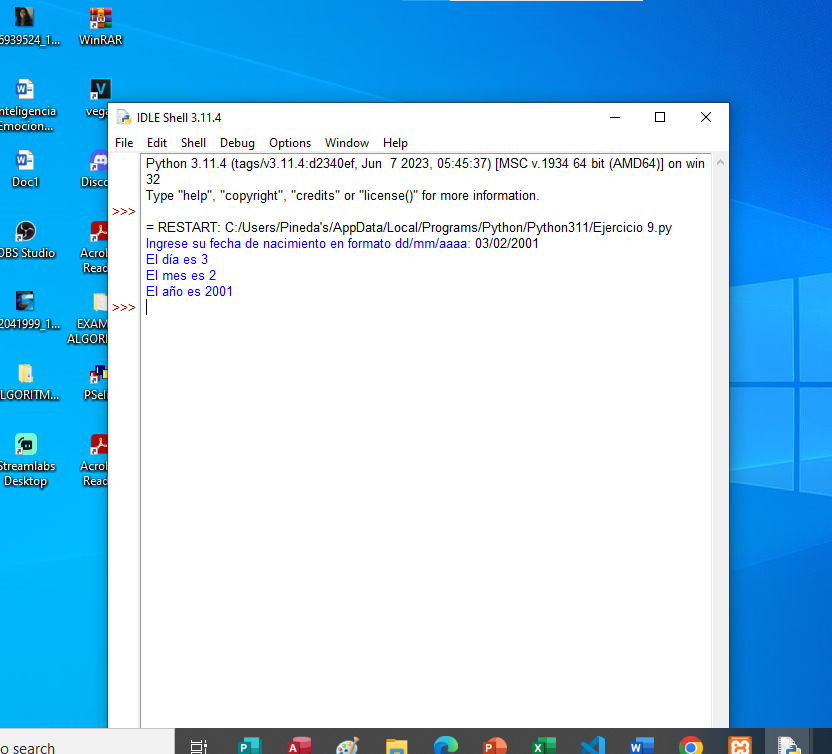 6939524_1...
WinRAR
nteligencia
Emocion...
vega
Doc1
Disco
OBS Studio
Acrol
Read
2041999_1...
EXAM
ALGORI
LGORITM...
PSeI
Streamlabs
Desktop
Acrol
Read
IDLE Shell 3.11.4
File Edit Shell Debug Options Window Help
Python 3.11.4 (tags/v3.11.4:d2340ef, Jun 7 2023, 05:45:37) [MSC v.1934 64 bit (AMD64)] on win
32
Type "help", "copyright", "credits" or "license()" for more information.
>>>
= RESTART: C:/Users/Pineda's/AppData/Local/Programs/Python/Python311/Ejercicio 9.py
Ingrese su fecha de nacimiento en formato dd/mm/aaaa: 03/02/2001
El día es 3
El mes es 2
El año es 2001
>>>
o search